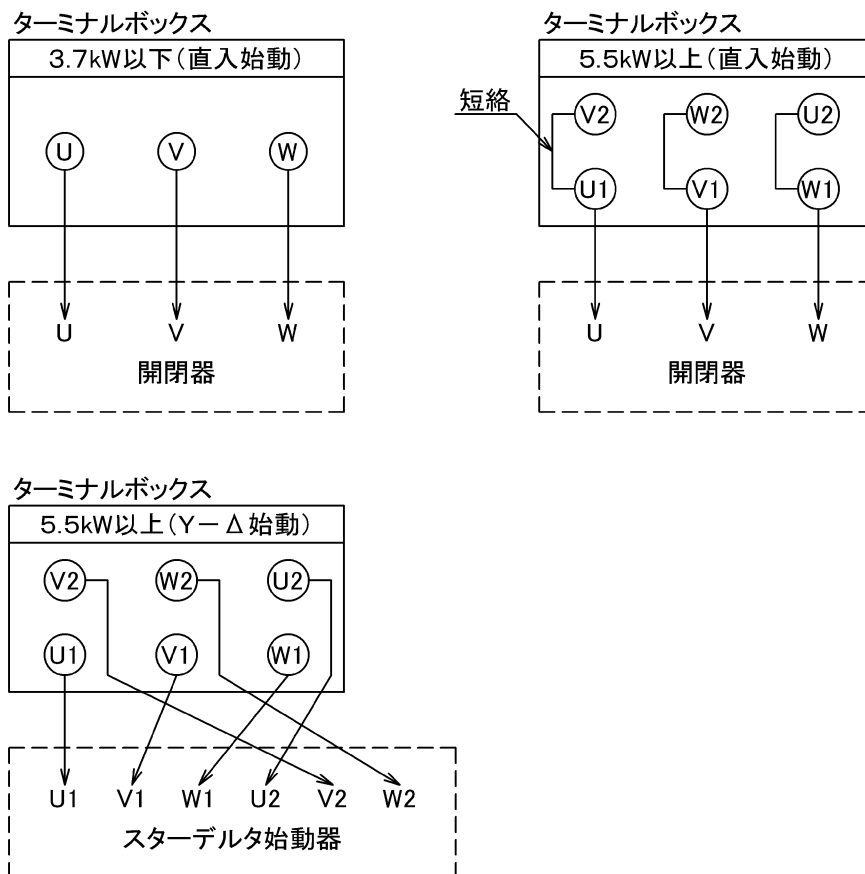 ターミナルボックス
3.7kW以下(直入始動)
U V W
U V W
開閉器
ターミナルボックス
5.5kW以上(直入始動)
短絡
V2 W2 U2
U1 V1 W1
U V W
開閉器
ターミナルボックス
5.5kW以上(Y-Δ始動)
V2 W2 U2
U1 V1 W1
U1 V1 W1 U2 V2 W2
スターデルタ始動器